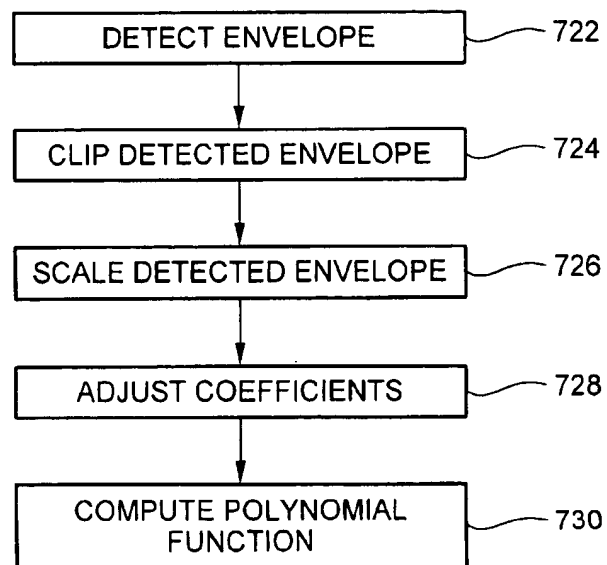 DETECT ENVELOPE 722
CLIP DETECTED ENVELOPE 724
SCALE DETECTED ENVELOPE 726
ADJUST COEFFICIENTS 728
COMPUTE POLYNOMIAL
FUNCTION 730